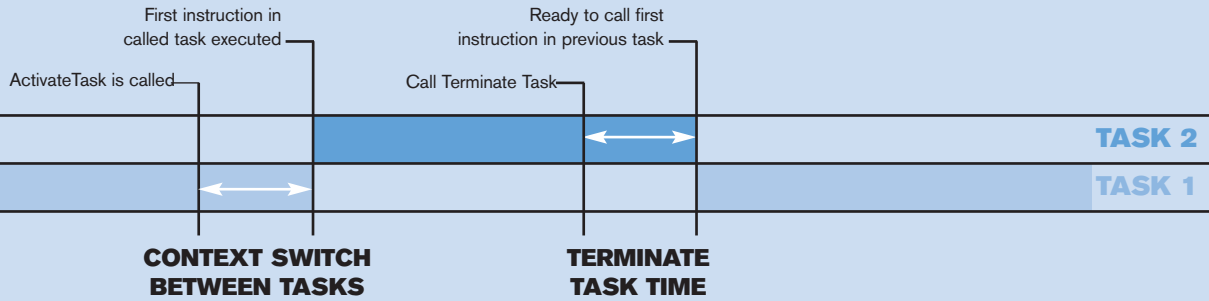 First instruction in
called task executed
Ready to call first
instruction in previous task
ActivateTask is called
Call Terminate Task
TASK 2
TASK 1
CONTEXT SWITCH
BETWEEN TASKS
TERMINATE
TASK TIME